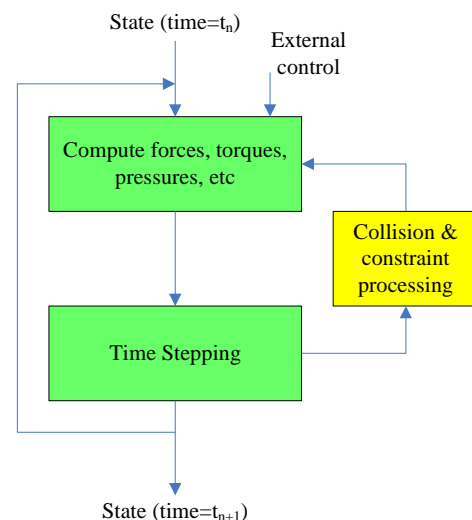 State (time=tₙ)
External
control
Compute forces, torques,
pressures, etc
Collision &
constraint
processing
Time Stepping
State (time=tₙ₊₁)